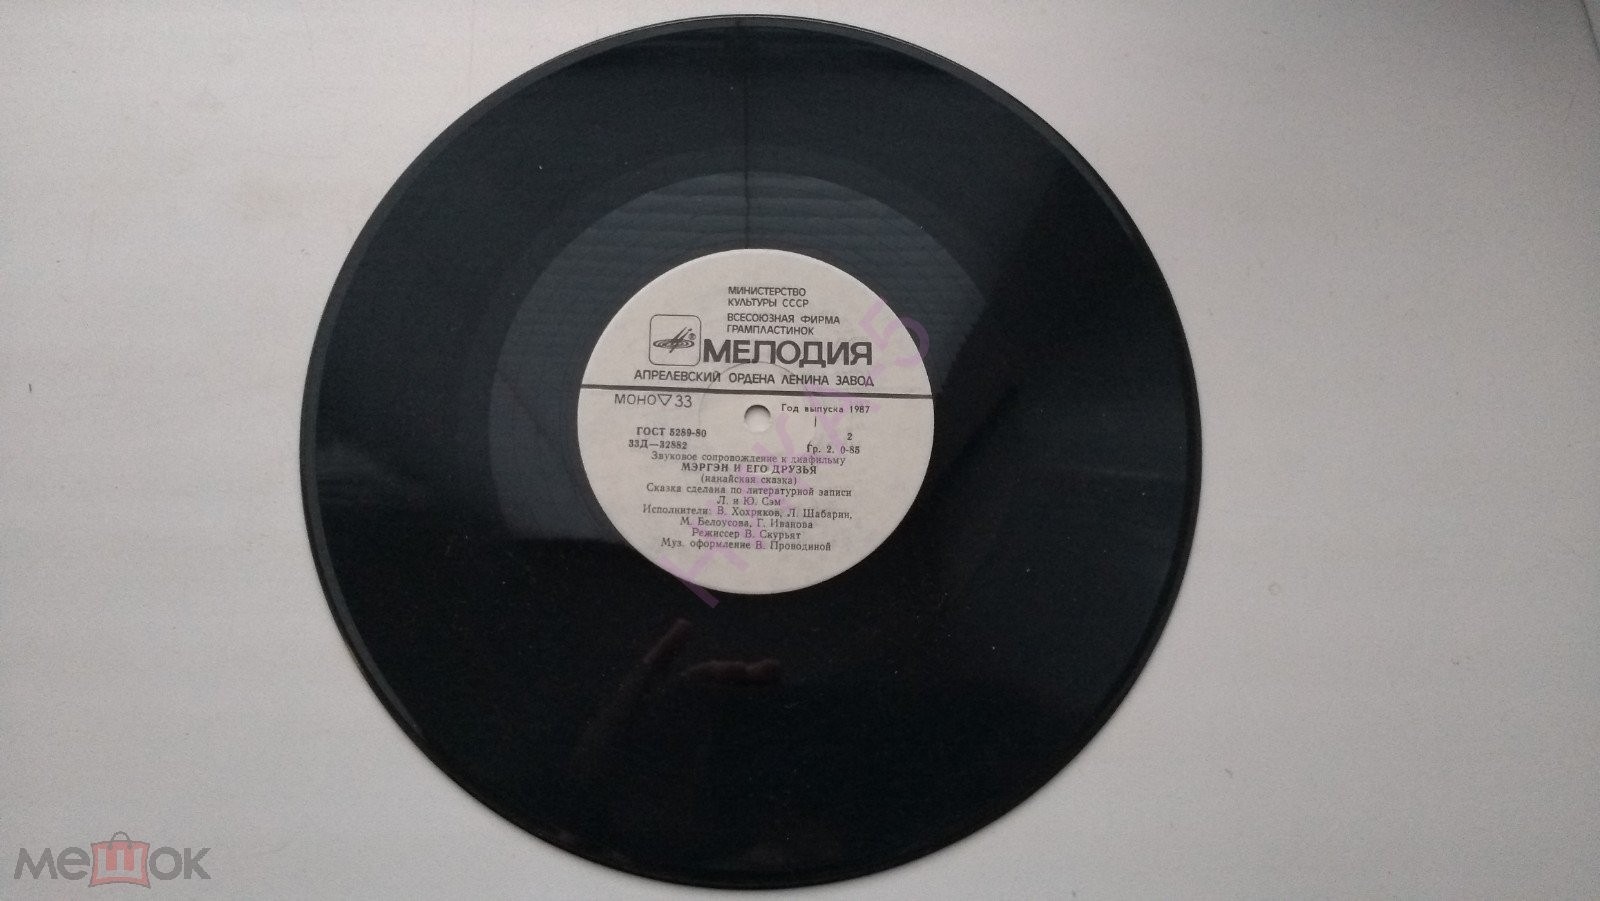 МИНИСТЕРСТВО
КУЛЬТУРЫ СССР
ВСЕСОЮЗНАЯ ФИРМА
ГРАМПЛАСТИНОК
МЕЛОДИЯ
АПРЕЛЕВСКИЙ ОРДЕНА ЛЕНИНА ЗАВОД
МОНО 33
Год выпуска 1987
ГОСТ 5289-80
2
33Д—32882
Гр. 2. 0-85
Звуковое сопровождение к диафильму
МЭРГЭН И ЕГО ДРУЗЬЯ
(нанайская сказка)
Сказка сделана по литературной записи
Л. и Ю. Сэм
Исполнители: В. Хохряков, Л. Шабарин,
М. Белоусова, Г. Иванова
Режиссер В. Скурьят
Муз. оформление В. Проводиной
мешок